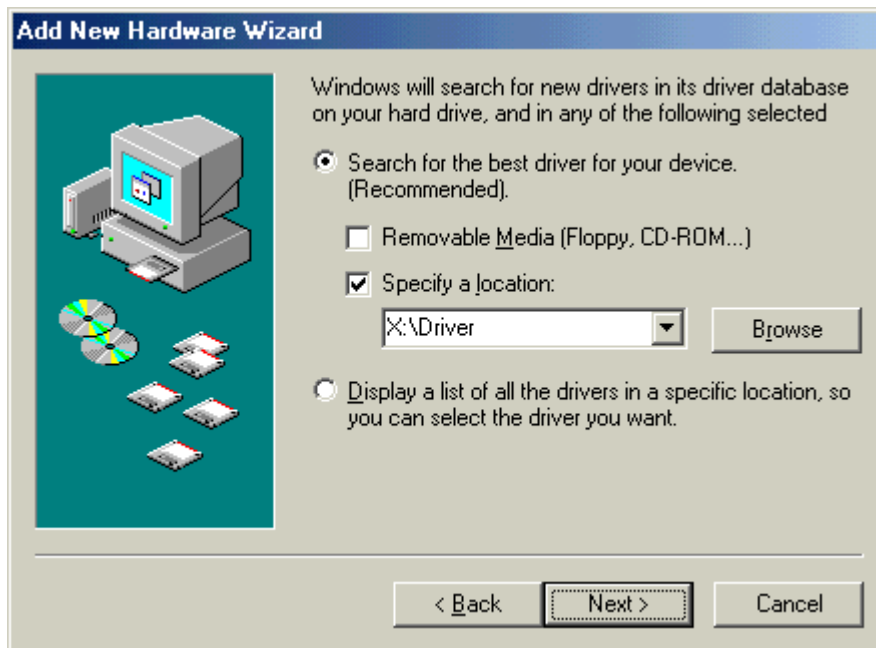 Add New Hardware Wizard
Windows will search for new drivers in its driver database
on your hard drive, and in any of the following selected
Search for the best driver for your device.
(Recommended).
Removable Media (Floppy, CD-ROM...)
Specify a location:
X:\Driver
Browse
Display a list of all the drivers in a specific location, so
you can select the driver you want.
< Back
Next >
Cancel